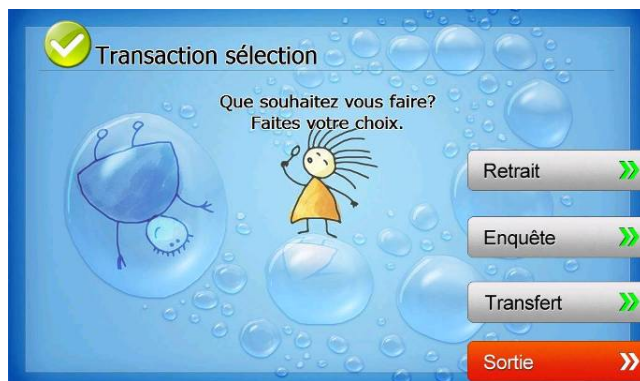 Transaction sélection
Que souhaitez vous faire?
Faites votre choix.
Retrait
Enquête
Transfert
Sortie